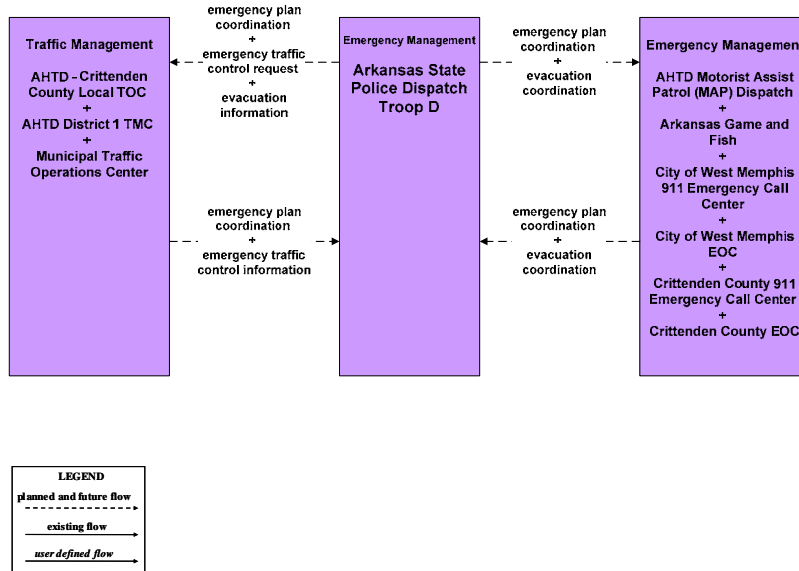 Traffic Management
AHTD - Crittenden
County Local TOC
+
AHTD District 1 TMC
+
Municipal Traffic
Operations Center
emergency plan
coordination
+
emergency traffic
control request
+
evacuation
information
emergency plan
coordination
+
emergency traffic
control information
Emergency Management
Arkansas State
Police Dispatch
Troop D
emergency plan
coordination
+
evacuation
coordination
emergency plan
coordination
+
evacuation
coordination
Emergency Management
AHTD Motorist Assist
Patrol (MAP) Dispatch
+
Arkansas Game and
Fish
+
City of West Memphis
911 Emergency Call
Center
+
City of West Memphis
EOC
+
Crittenden County 911
Emergency Call Center
+
Crittenden County EOC
LEGEND
planned and future flow
existing flow
user defined flow